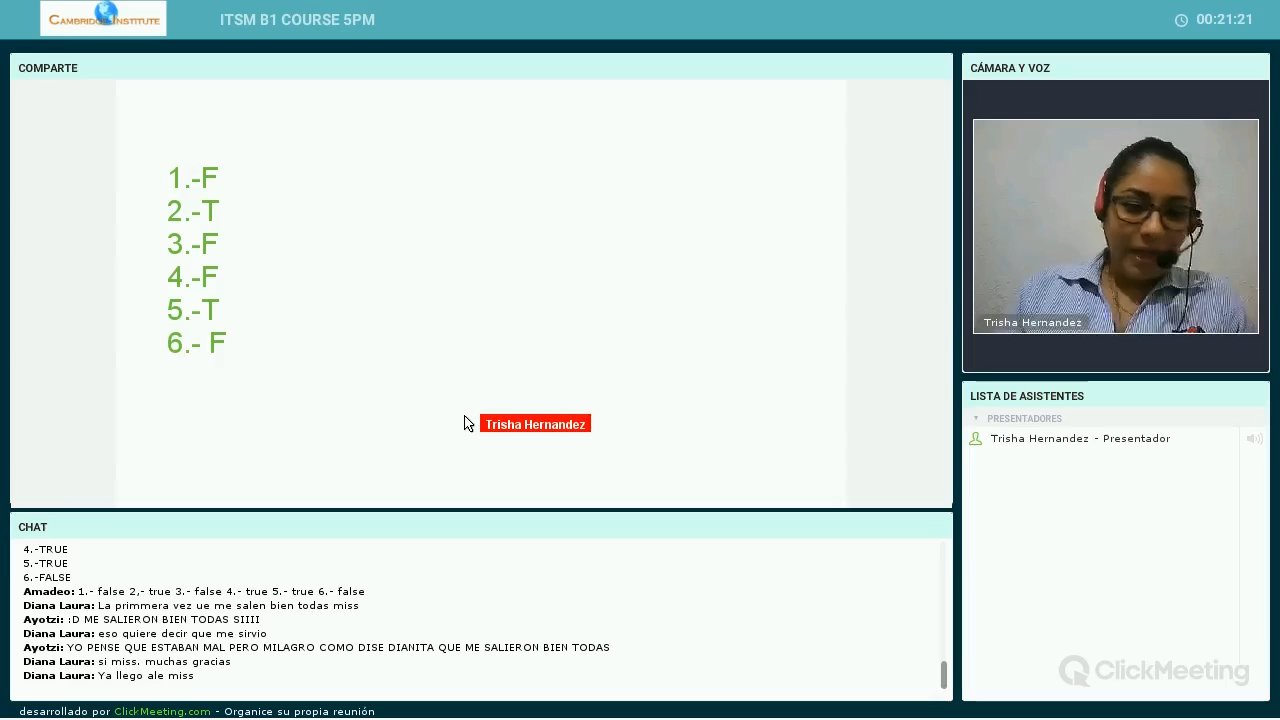 CAMBRIDGE INSTITUTE
ITSM B1 COURSE 5PM
00:21:21
COMPARTE
1.-F
2.-T
3.-F
4.-F
5.-T
6.- F
Trisha Hernandez
CÁMARA Y VOZ
Trisha Hernandez
LISTA DE ASISTENTES
PRESENTADORES
Trisha Hernandez - Presentador
CHAT
4.-TRUE
5.-TRUE
6.-FALSE
Amadeo: 1.- false 2,- true 3.- false 4.- true 5.- true 6.- false
Diana Laura: La primmera vez ue me salen bien todas miss
Ayotzi: :D ME SALIERON BIEN TODAS SIIII
Diana Laura: eso quiere decir que me sirvio
Ayotzi: YO PENSE QUE ESTABAN MAL PERO MILAGRO COMO DISE DIANITA QUE ME SALIERON BIEN TODAS
Diana Laura: si miss. muchas gracias
Diana Laura: Ya llego ale miss
ClickMeeting
desarrollado por ClickMeeting.com - Organice su propia reunión